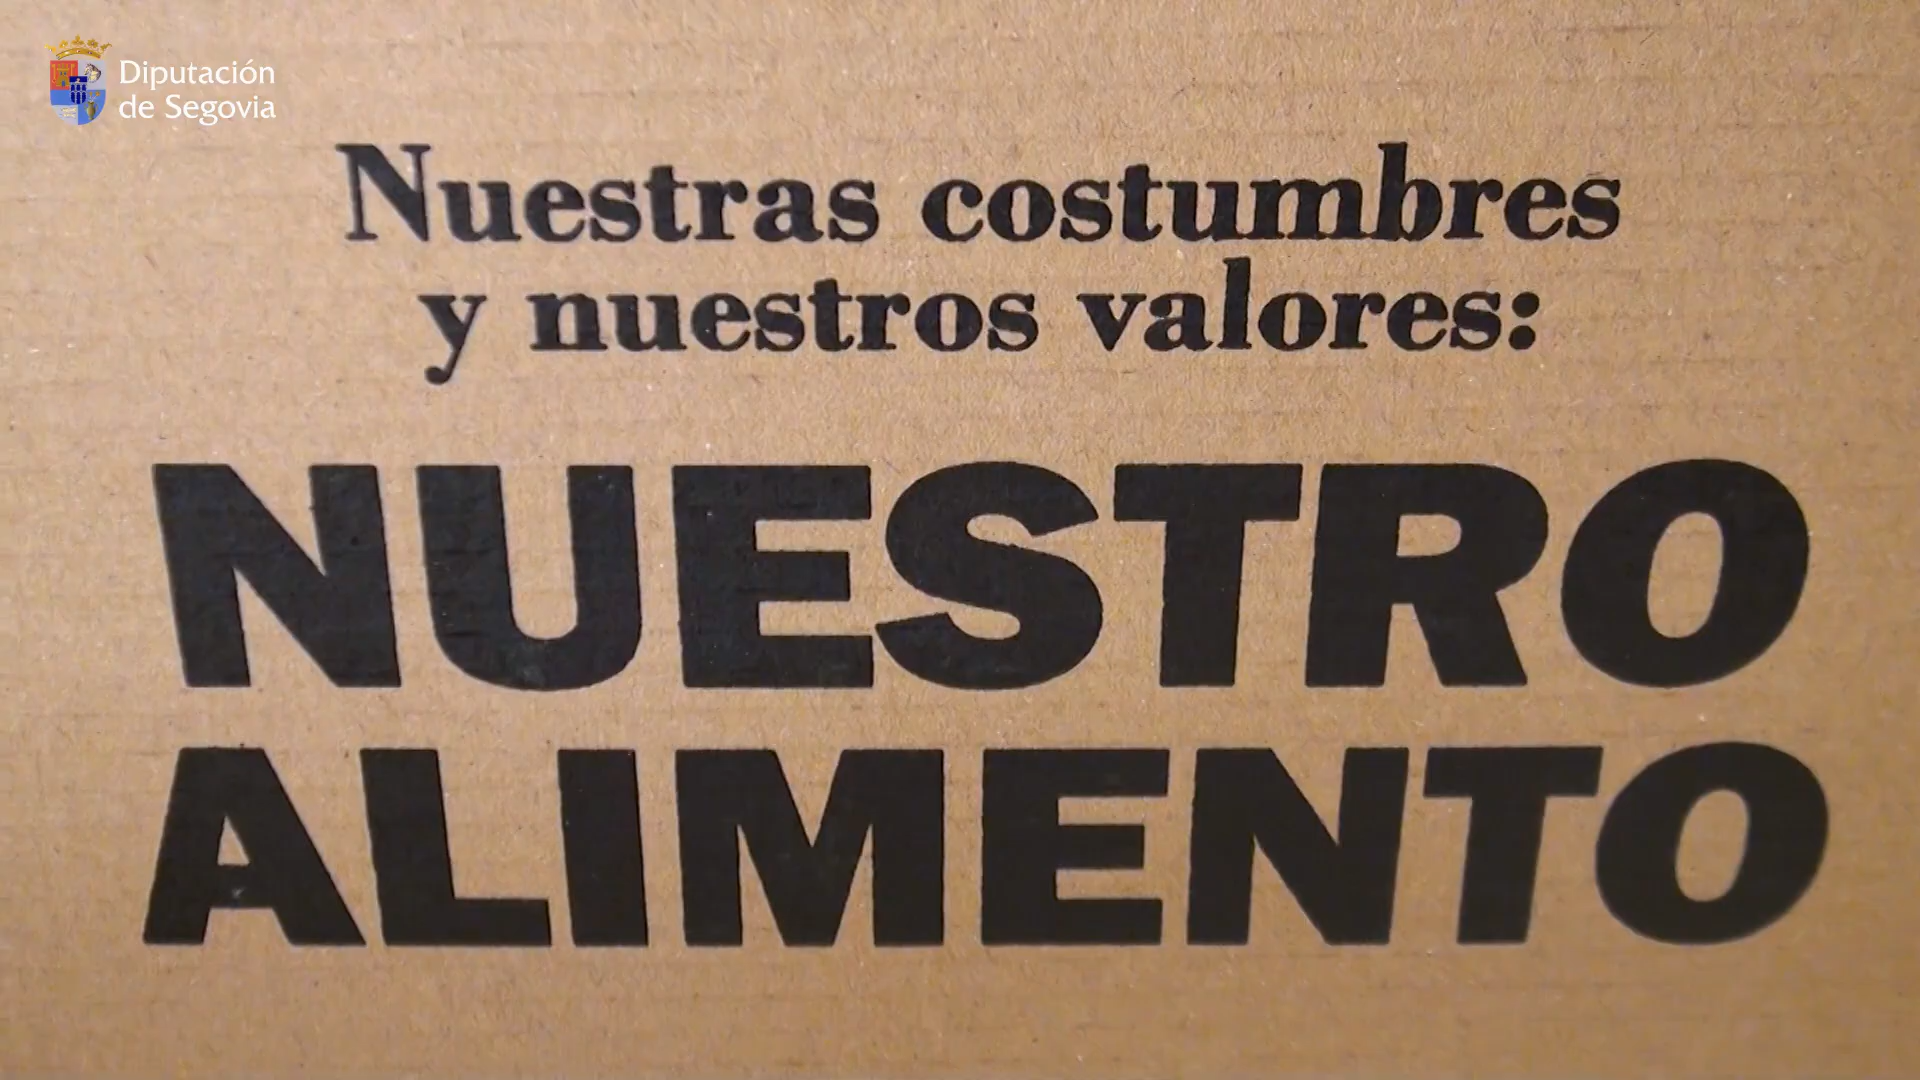 Diputación
de Segovia
Nuestras costumbres
y nuestros valores:
NUESTRO
ALIMENTO